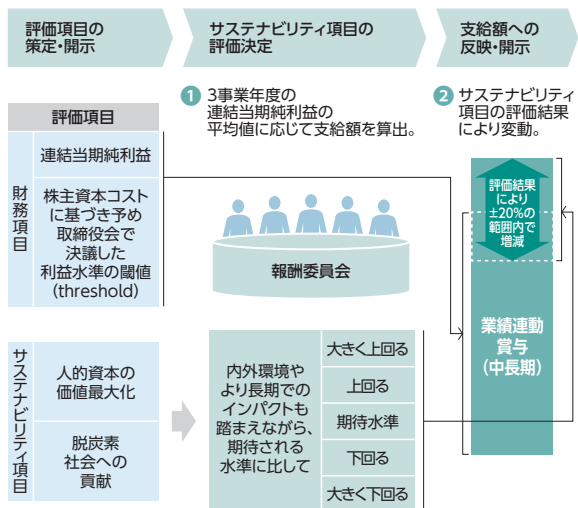 評価項目の
策定・開示
サステナビリティ項目の
評価決定
支給額への
反映・開示
評価項目
財務項目
連結当期純利益
株主資本コスト
に基づき予め
取締役会で
決議した
利益水準の閾値
(threshold)
サステナビリティ項目
人的資本の
価値最大化
脱炭素
社会への
貢献
1 3事業年度の
連結当期純利益の
平均値に応じて支給額を算出。
報酬委員会
内外環境や
より長期での
インパクトも
踏まえながら、
期待される
水準に比して
大きく上回る
上回る
期待水準
下回る
大きく下回る
2 サステナビリティ
項目の評価結果
により変動。
評価結果
により
±20%の
範囲内で
増減
業績連動
賞与
(中長期)